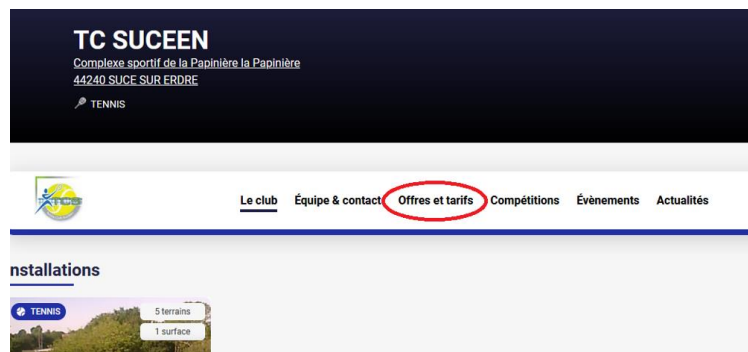 TC SUCEEN
Complexe sportif de la Papinière la Papinière
44240 SUCE SUR ERDRE
TENNIS
TCS
Le club Équipe & contact Offres et tarifs Compétitions Évènements Actualités
nstallations
TENNIS
5 terrains
1 surface